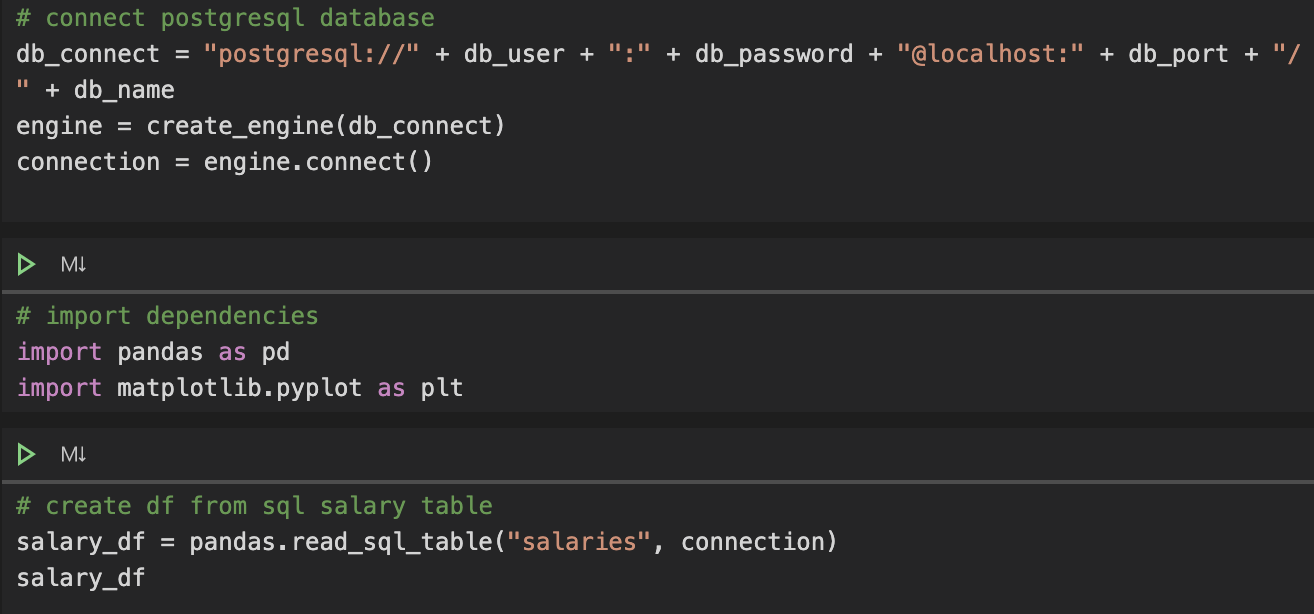 # connect postgresql database
db_connect = "postgresql://" + db_user + ":" + db_password + "@localhost:" + db_port + "/
" + db_name
engine = create_engine(db_connect)
connection = engine.connect()
M↓
# import dependencies
import pandas as pd
import matplotlib.pyplot as plt
M↓
# create df from sql salary table
salary_df = pandas.read_sql_table("salaries", connection)
salary_df